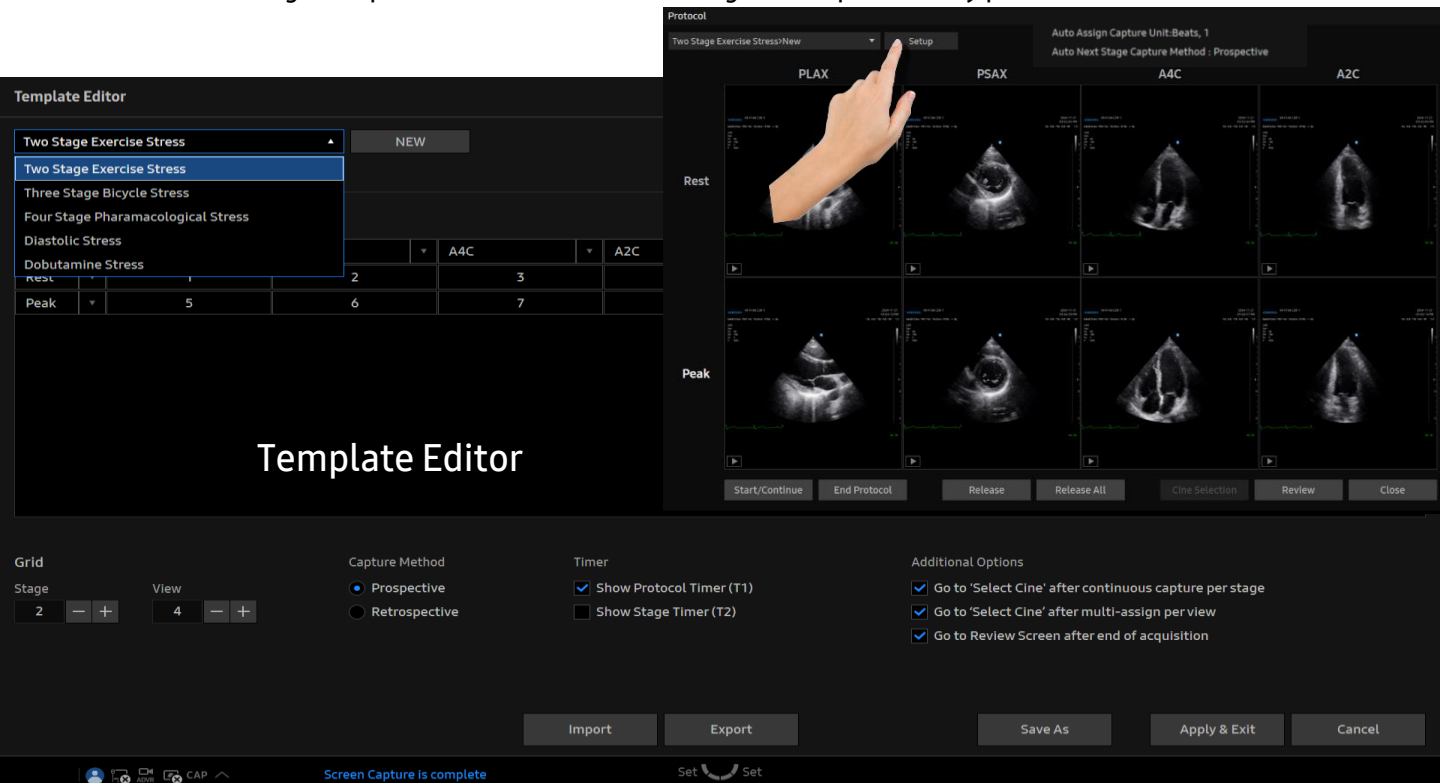 Protocol
Two Stage Exercise Stress>New
Setup
Auto Assign Capture Unit:Beats, 1
Auto Next Stage Capture Method : Prospective
PLAX PSAX A4C A2C
Rest
Peak
Start/Continue End Protocol Release Release All Cine Selection Review Close
Template Editor
Two Stage Exercise Stress
NEW
Two Stage Exercise Stress
Three Stage Bicycle Stress
Four Stage Pharamacological Stress
Diastolic Stress
Dobutamine Stress
A4C A2C
Rest 1 2 3
Peak 5 6 7
Template Editor
Grid
Stage View
2 4
Capture Method
Prospective
Retrospective
Timer
Show Protocol Timer (T1)
Show Stage Timer (T2)
Additional Options
Go to 'Select Cine' after continuous capture per stage
Go to 'Select Cine' after multi-assign per view
Go to Review Screen after end of acquisition
Import Export Save As Apply & Exit Cancel
ADVR CAP Screen Capture is complete Set Set